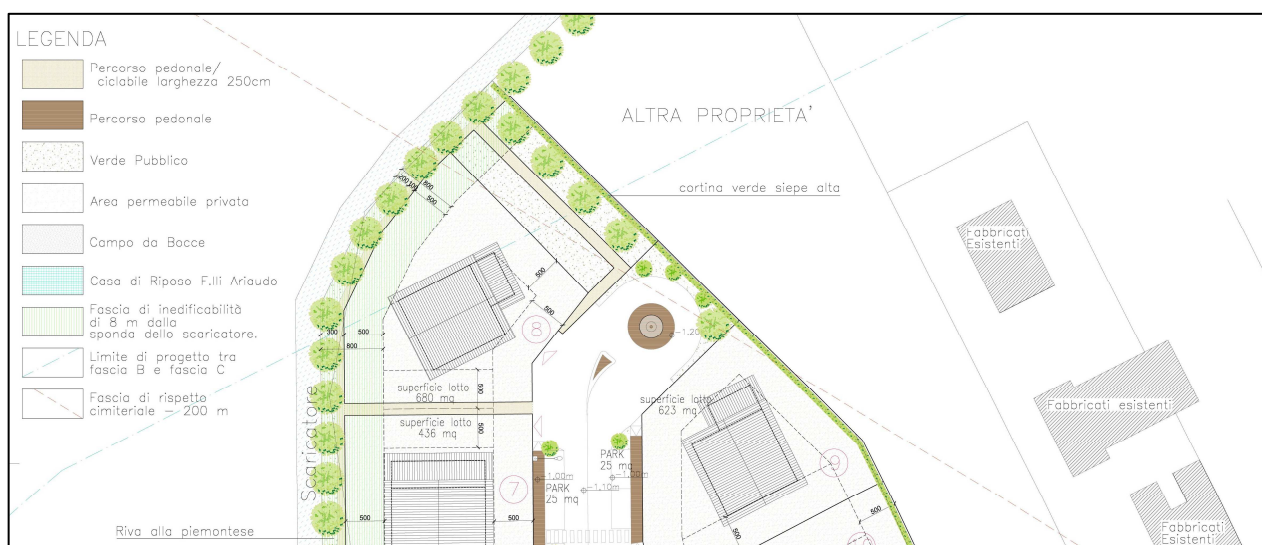 LEGENDA
Percorso pedonale/
ciclabile larghezza 250cm
Percorso pedonale
Verde Pubblico
Area permeabile privata
Campo da Bocce
Casa di Riposo F.lli Ariaudo
Fascia di inedificabilità
di 8 m dalla
sponda dello scaricatore.
Limite di progetto tra
fascia B e fascia C
Fascia di rispetto
cimiteriale – 200 m
ALTRA PROPRIETA'
cortina verde siepe alta
Fabbricati
Esistenti
Fabbricati esistenti
Fabbricati
Esistenti
200
100
800
500
500
500
8
-1.20
300
500
800
superficie lotto
680 mq
500
superficie lotto
436 mq
500
superficie lotto
623 mq
Scaricatore
7
9
PARK
25 mq
-1.00m
-1.00m
PARK
25 mq
-1.10m
500
500
500
500
Riva alla piemontese